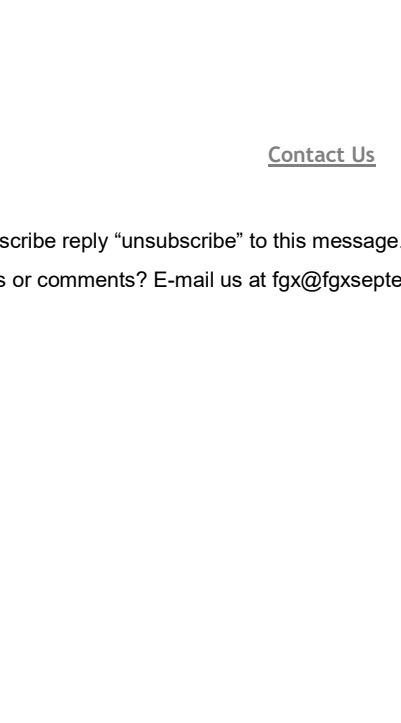 Contact Us
scribe reply “unsubscribe” to this message.
s or comments? E-mail us at fgx@fgxsepte